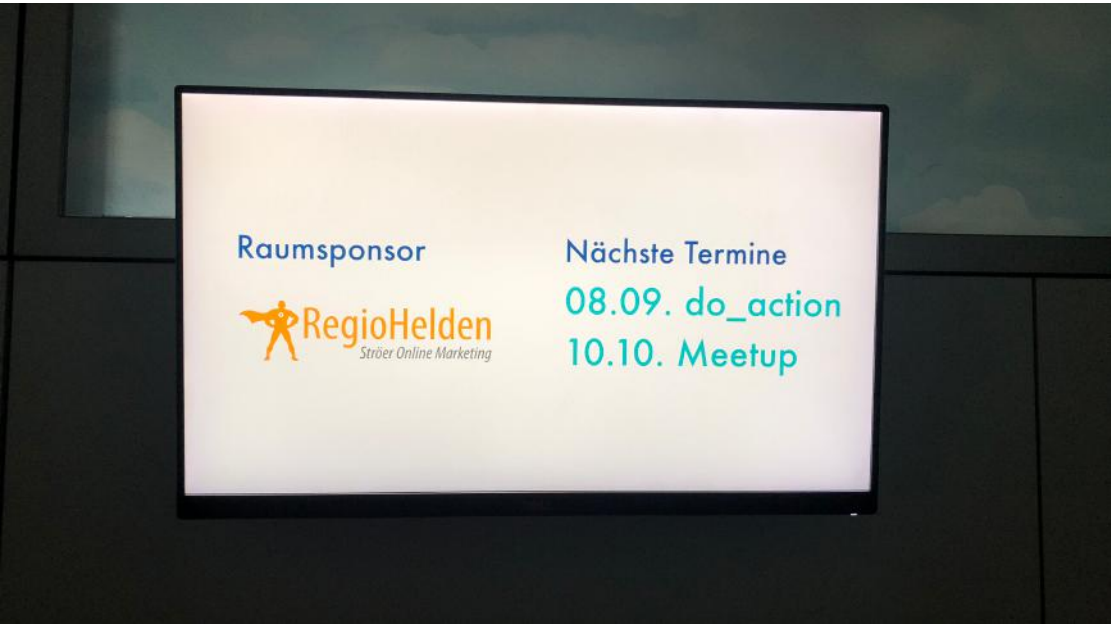 Raumsponsor
RegioHelden
Ströer Online Marketing
Nächste Termine
08.09. do_action
10.10. Meetup